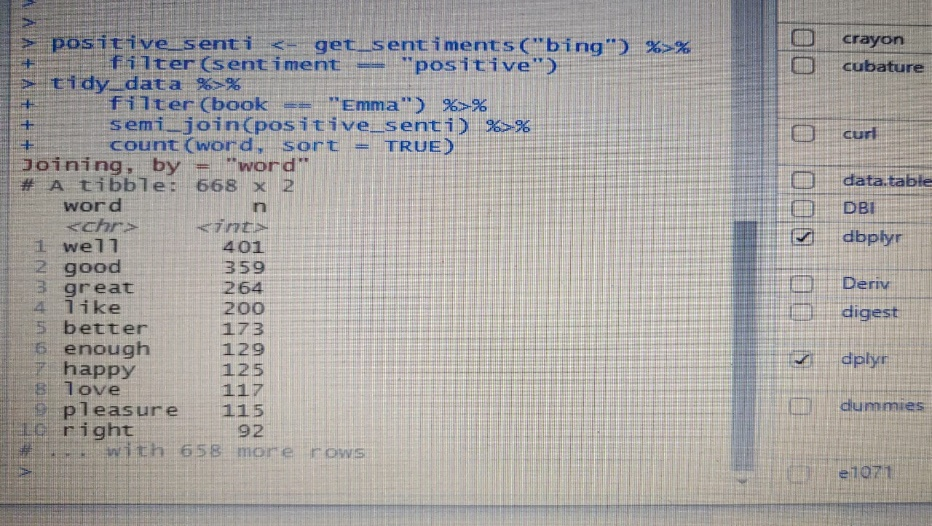 >
>
> positive_senti <- get_sentiments("bing") %>%
+     filter(sentiment == "positive")
> tidy_data %>%
+     filter(book == "Emma") %>%
+     semi_join(positive_senti) %>%
+     count(word, sort = TRUE)
Joining, by = "word"
# A tibble: 668 x 2
   word          n
   <chr>     <int>
 1 well        401
 2 good        359
 3 great       264
 4 like        200
 5 better      173
 6 enough      129
 7 happy       125
 8 love        117
 9 pleasure    115
10 right        92
# ... with 658 more rows
>
crayon
cubature
curl
data.table
DBI
dbplyr
Deriv
digest
dplyr
dummies
e1071